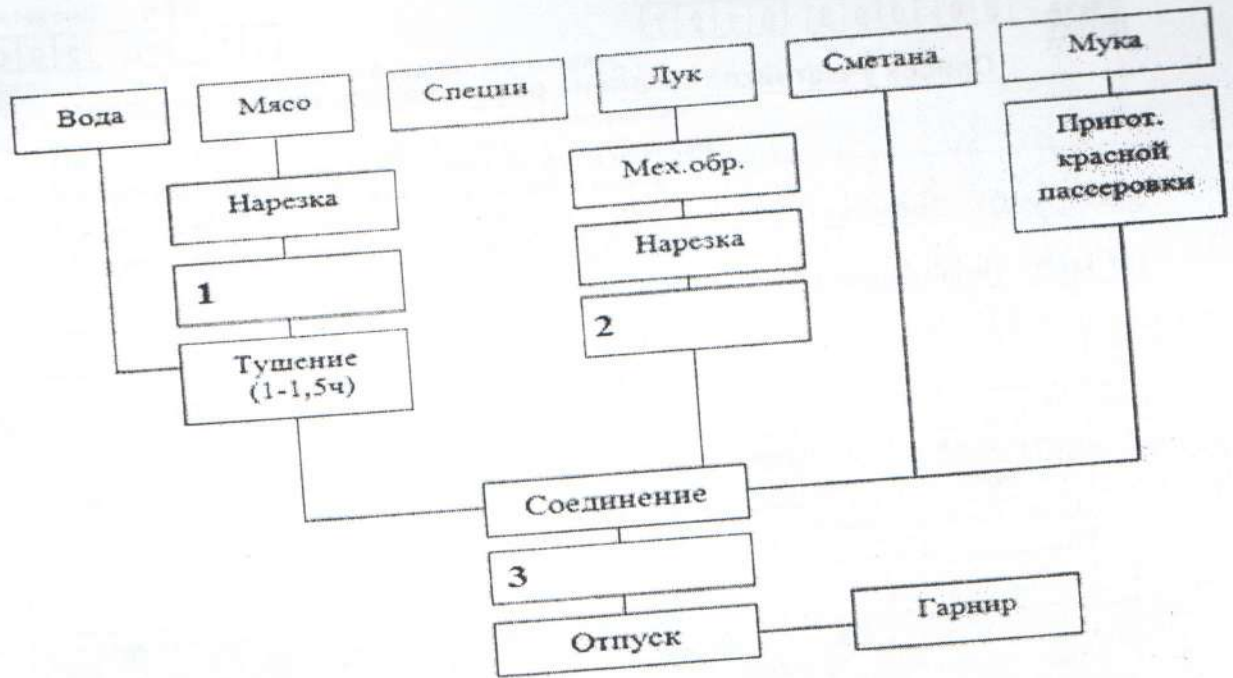 Вода
Мясо
Специи
Лук
Сметана
Мука
Нарезка
Мех.обр.
Пригот.
красной
пассеровки
1
Нарезка
Тушение
(1-1,5ч)
2
Соединение
3
Отпуск
Гарнир